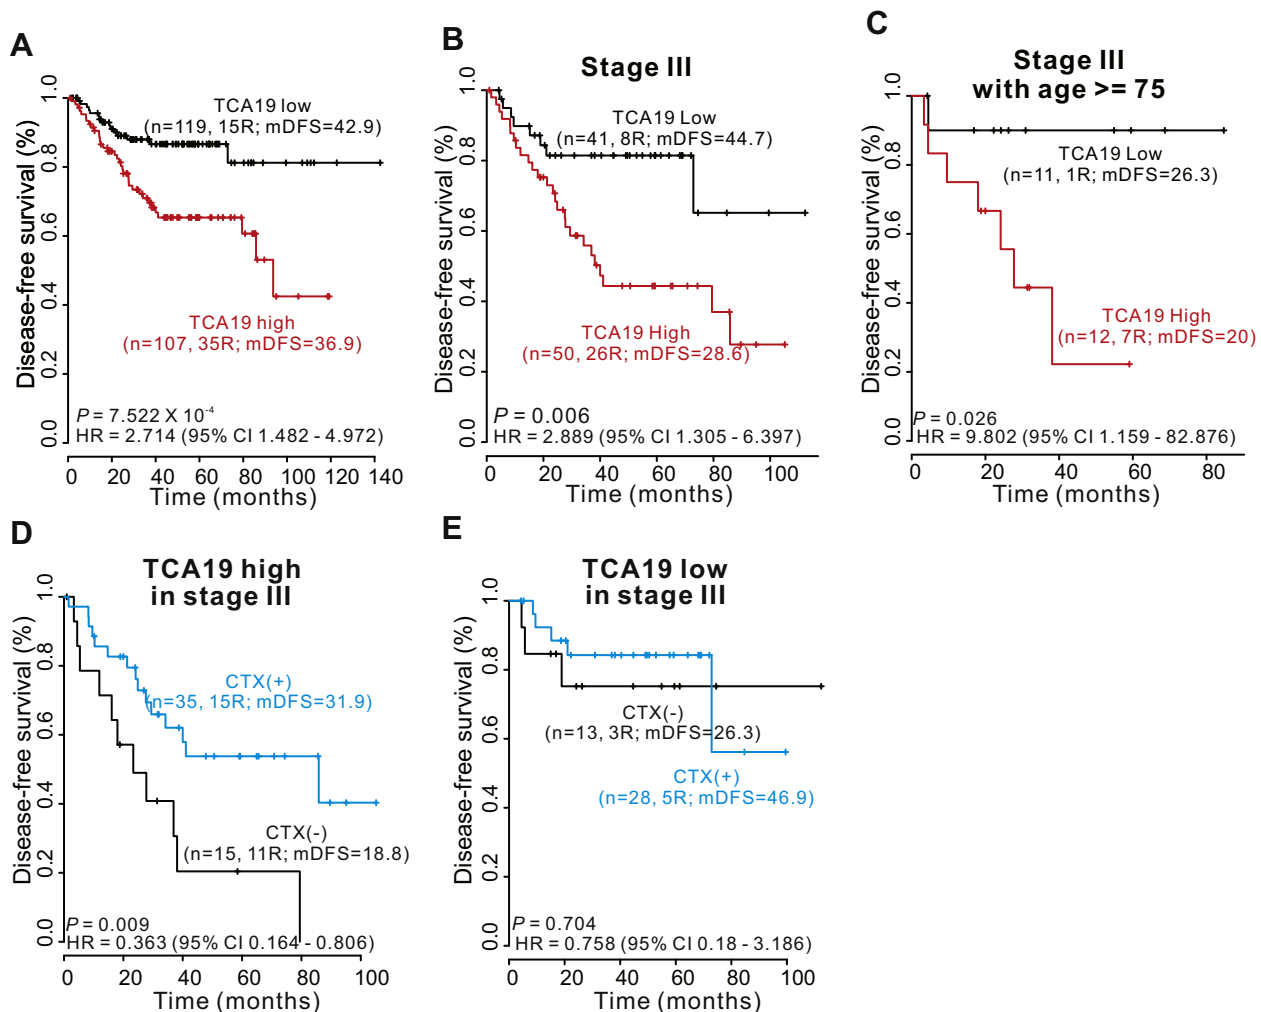 A
1.0
0.8
0.6
0.4
0.2
0.0
Disease-free survival (%)
TCA19 low
(n=119, 15R; mDFS=42.9)
TCA19 high
(n=107, 35R; mDFS=36.9)
P = 7.522 X 10-4
HR = 2.714 (95% CI 1.482 - 4.972)
0 20 40 60 80 100 120 140
Time (months)
B
Stage III
1.0
0.8
0.6
0.4
0.2
0.0
Disease-free survival (%)
TCA19 Low
(n=41, 8R; mDFS=44.7)
TCA19 High
(n=50, 26R; mDFS=28.6)
P = 0.006
HR = 2.889 (95% CI 1.305 - 6.397)
0 20 40 60 80 100
Time (months)
C
Stage III
with age >= 75
1.0
0.8
0.6
0.4
0.2
0.0
Disease-free survival (%)
TCA19 Low
(n=11, 1R; mDFS=26.3)
TCA19 High
(n=12, 7R; mDFS=20)
P = 0.026
HR = 9.802 (95% CI 1.159 - 82.876)
0 20 40 60 80
Time (months)
D
TCA19 high
in stage III
1.0
0.8
0.6
0.4
0.2
0.0
Disease-free survival (%)
CTX(+)
(n=35, 15R; mDFS=31.9)
CTX(-)
(n=15, 11R; mDFS=18.8)
P = 0.009
HR = 0.363 (95% CI 0.164 - 0.806)
0 20 40 60 80 100
Time (months)
E
TCA19 low
in stage III
1.0
0.8
0.6
0.4
0.2
0.0
Disease-free survival (%)
CTX(-)
(n=13, 3R; mDFS=26.3)
CTX(+)
(n=28, 5R; mDFS=46.9)
P = 0.704
HR = 0.758 (95% CI 0.18 - 3.186)
0 20 40 60 80 100
Time (months)